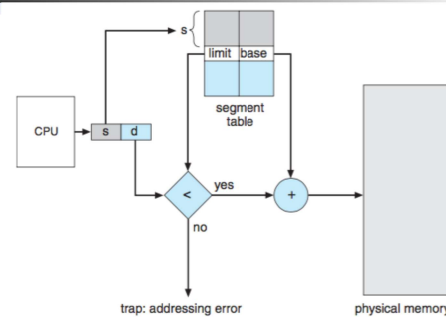 s
limit base
segment
table
CPU
s d
<
yes
+
no
trap: addressing error
physical memory